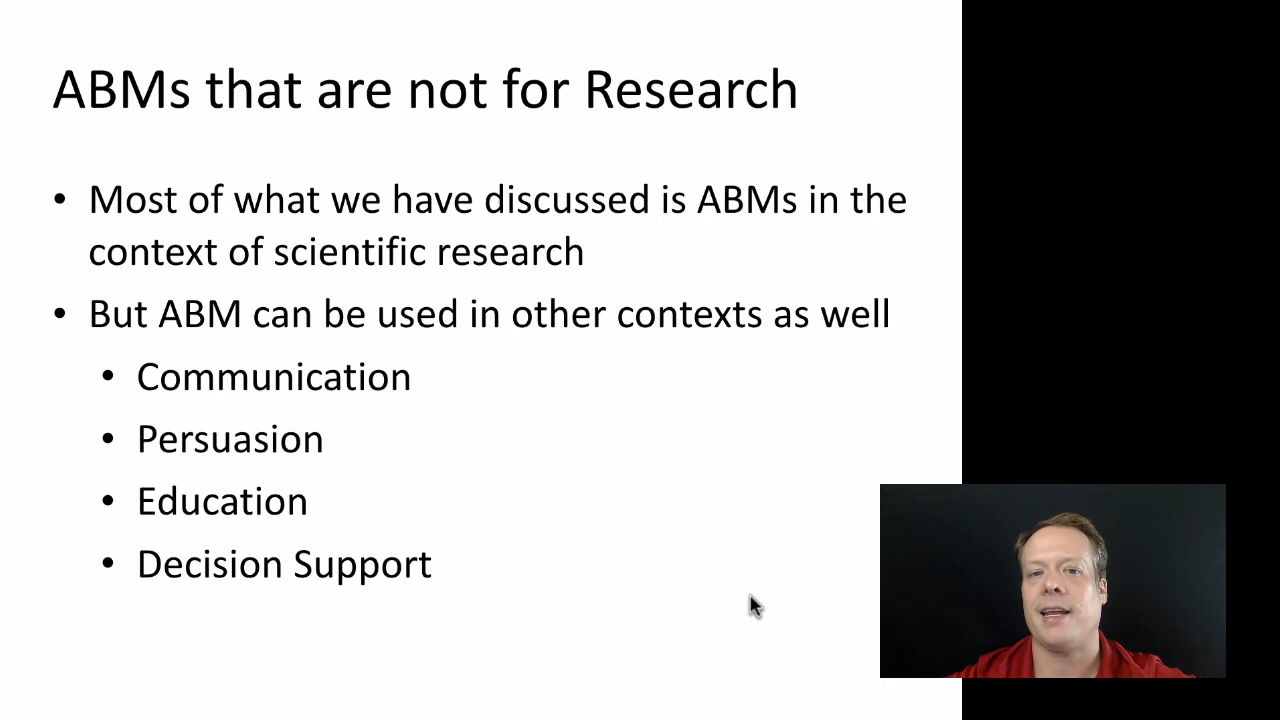 ABMs that are not for Research
• Most of what we have discussed is ABMs in the
context of scientific research
• But ABM can be used in other contexts as well
• Communication
• Persuasion
• Education
• Decision Support